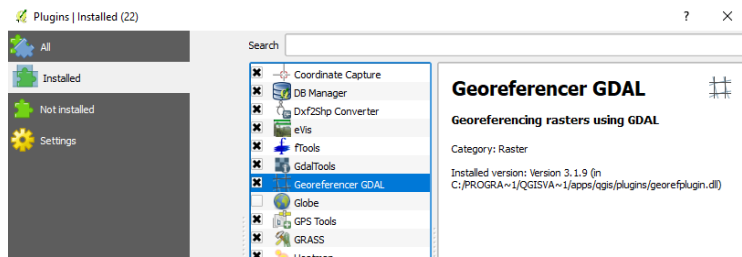 Plugins | Installed (22)
? ×
All
Installed
Not installed
Settings
Search
Coordinate Capture
DB Manager
Dxf2Shp Converter
eVis
fTools
GdalTools
Georeferencer GDAL
Globe
GPS Tools
GRASS
Heatmap
Georeferencer GDAL
Georeferencing rasters using GDAL
Category: Raster
Installed version: Version 3.1.9 (in
C:/PROGRA~1/QGISVA~1/apps/qgis/plugins/georefplugin.dll)